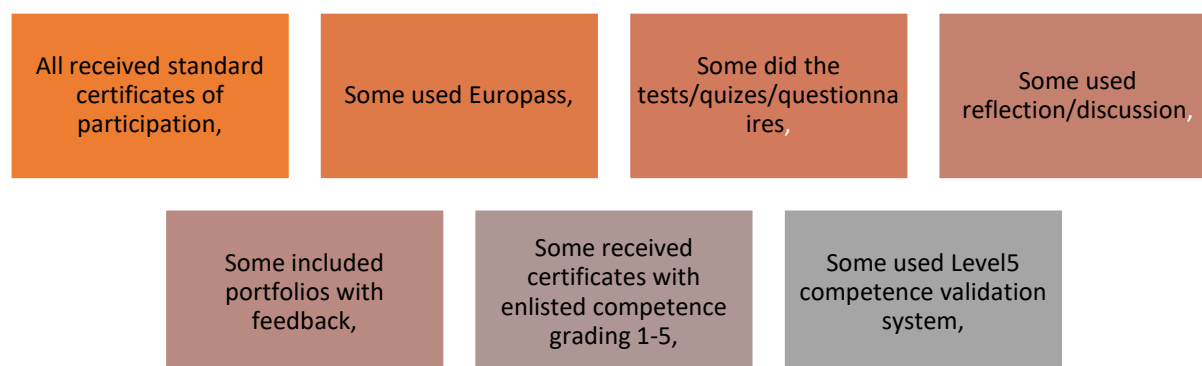 All received standard
certificates of
participation,
Some used Europass,
Some did the
tests/quizes/questionna
ires,
Some used
reflection/discussion,
Some included
portfolios with
feedback,
Some received
certificates with
enlisted competence
grading 1-5,
Some used Level5
competence validation
system,